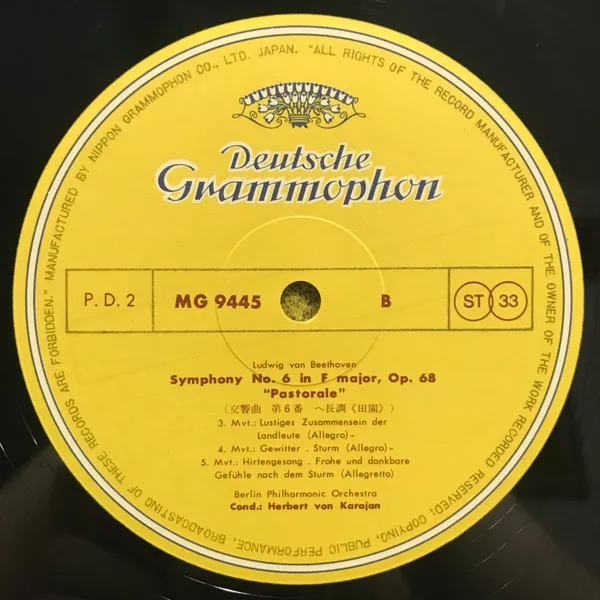 MANUFACTURED BY NIPPON GRAMMOPHON CO., LTD. JAPAN. "ALL RIGHTS OF THE RECORD MANUFACTURER AND OF THE OWNER OF THE WORK RECORDED RESERVED; COPYING, PUBLIC PERFORMANCE, BROADCASTING OF THESE RECORDS ARE FORBIDDEN."
Deutsche
Grammophon
P.D.2 MG 9445 B ST 33
Ludwig van Beethoven
Symphony No. 6 in F major, Op. 68
"Pastorale"
(交響曲 第6番 ヘ長調《田園》)
3. Mvt.: Lustiges Zusammensein der
Landleute (Allegro)-
4. Mvt.: Gewitter . Sturm (Allegro)-
5. Mvt.: Hirtengesang . Frohe und dankbare
Gefühle nach dem Sturm (Allegretto)
Berlin Philharmonic Orchestra
Cond.: Herbert von Karajan